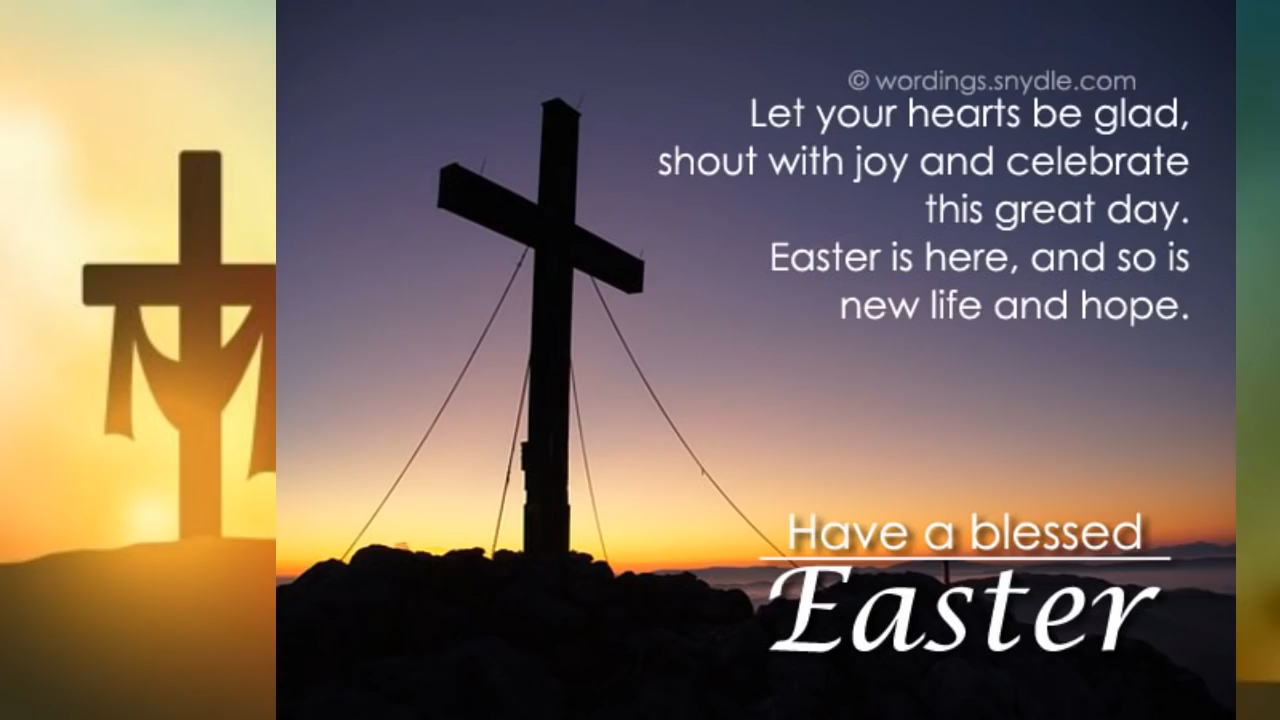 © wordings.snydle.com
Let your hearts be glad,
shout with joy and celebrate
this great day.
Easter is here, and so is
new life and hope.
Have a blessed
Easter